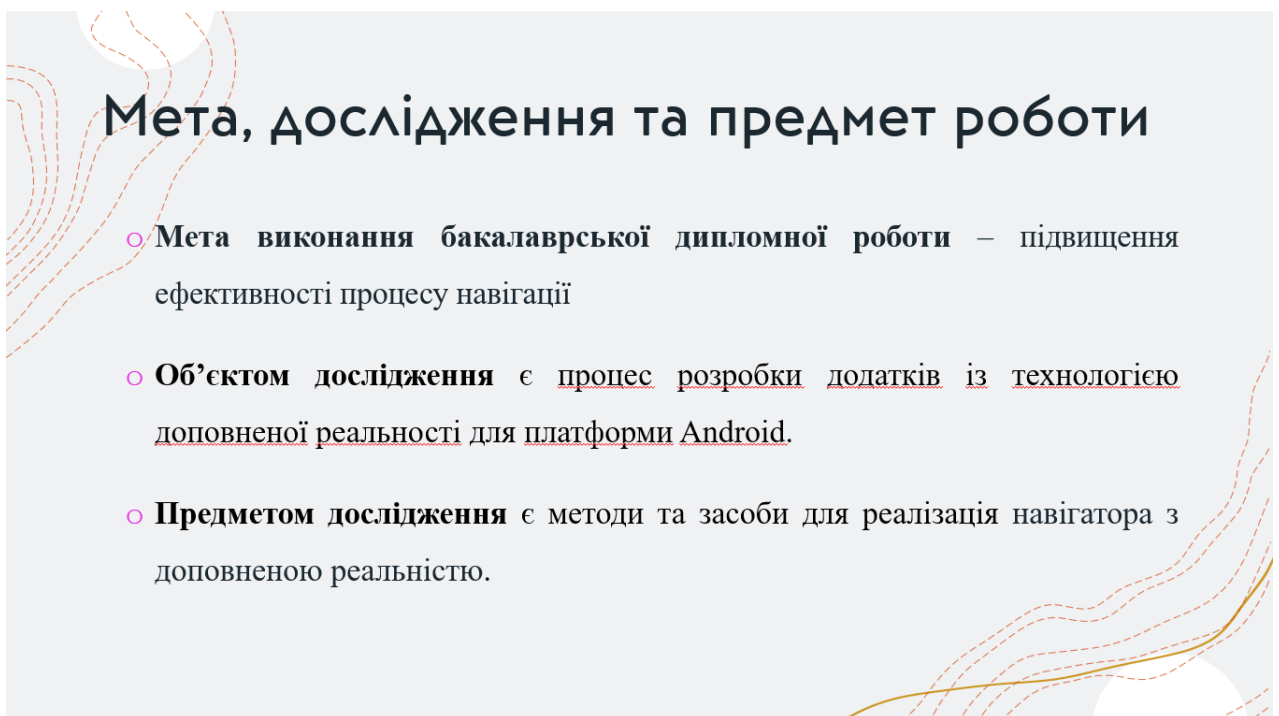 Мета, дослідження та предмет роботи
Мета виконання бакалаврської дипломної роботи – підвищення
ефективності процесу навігації
Об’єктом дослідження є процес розробки додатків із технологією
доповненої реальності для платформи Android.
Предметом дослідження є методи та засоби для реалізація навігатора з
доповненою реальністю.